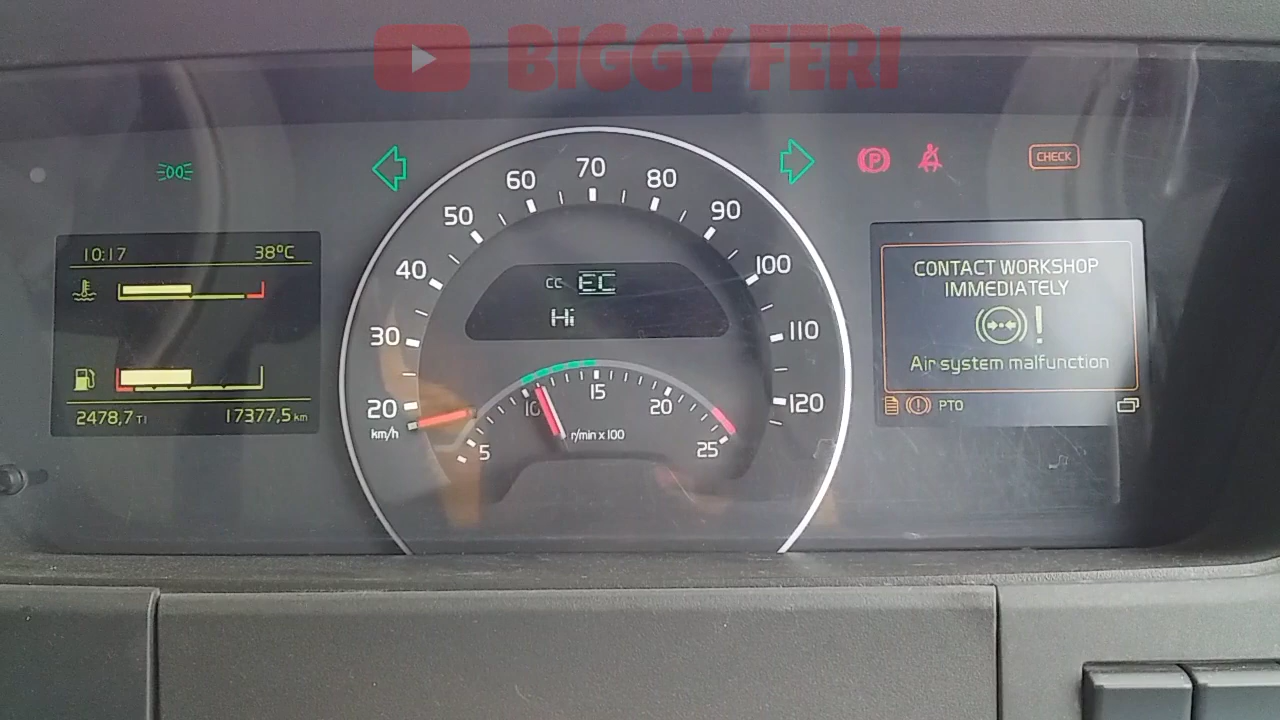 BIGGY FERI
CHECK
10:17 38°C
2478,7 TI 17377,5 km
20 30 40 50 60 70 80 90 100 110 120
km/h
CC EC
Hi
5 10 15 20 25
r/min x 100
CONTACT WORKSHOP
IMMEDIATELY
!
Air system malfunction
PTO
P